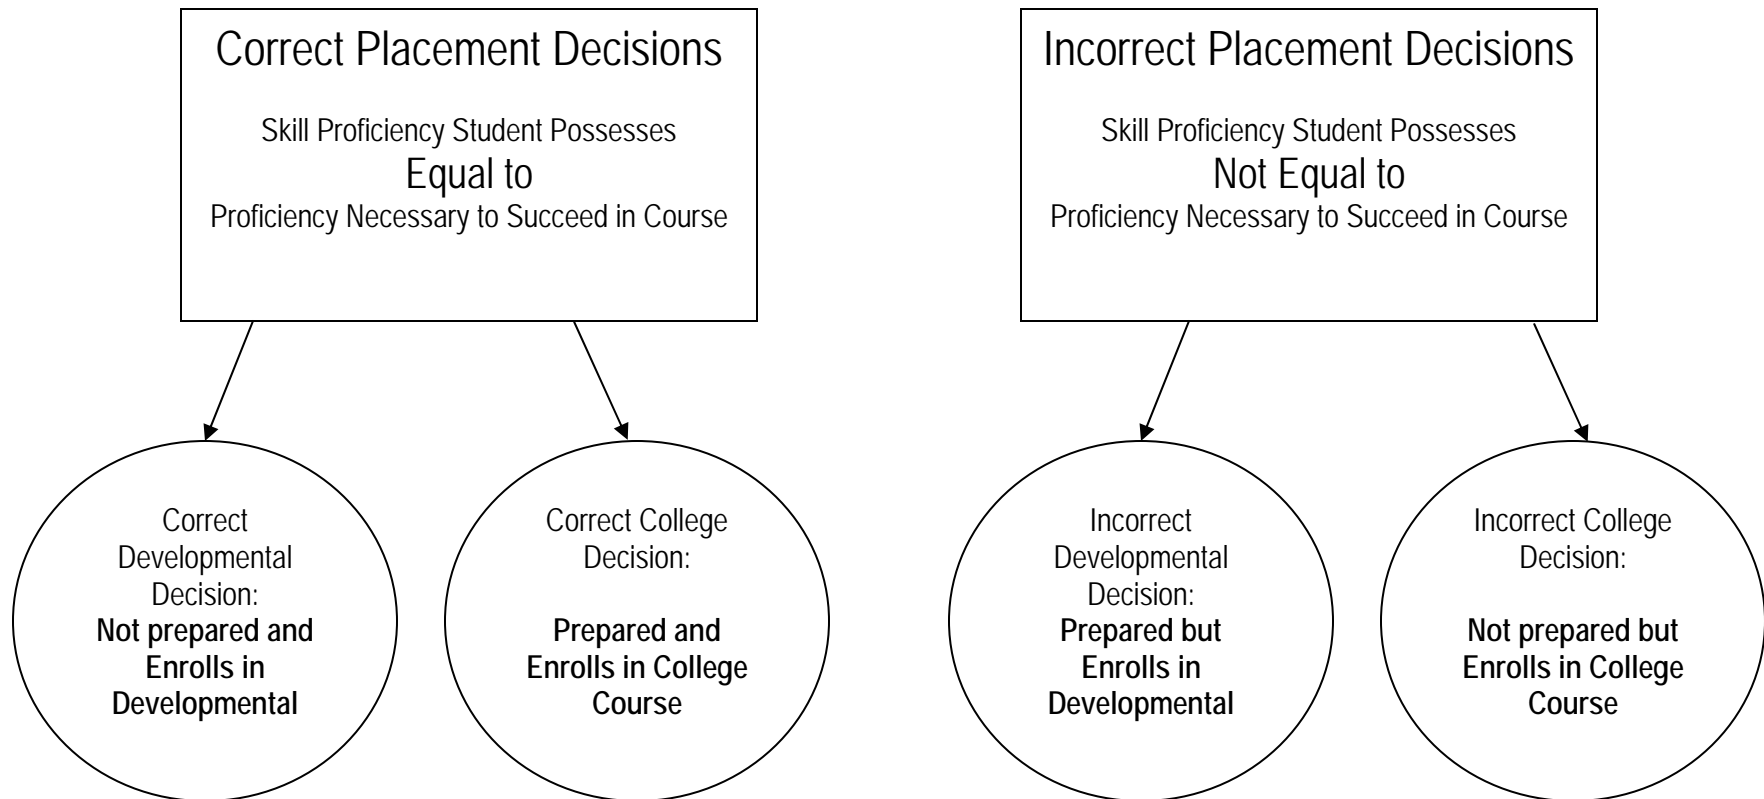 Correct Placement Decisions
Skill Proficiency Student Possesses
Equal to
Proficiency Necessary to Succeed in Course
Incorrect Placement Decisions
Skill Proficiency Student Possesses
Not Equal to
Proficiency Necessary to Succeed in Course
Correct
Developmental
Decision:
Not prepared and
Enrolls in
Developmental
Correct College
Decision:
Prepared and
Enrolls in College
Course
Incorrect
Developmental
Decision:
Prepared but
Enrolls in
Developmental
Incorrect College
Decision:
Not prepared but
Enrolls in College
Course